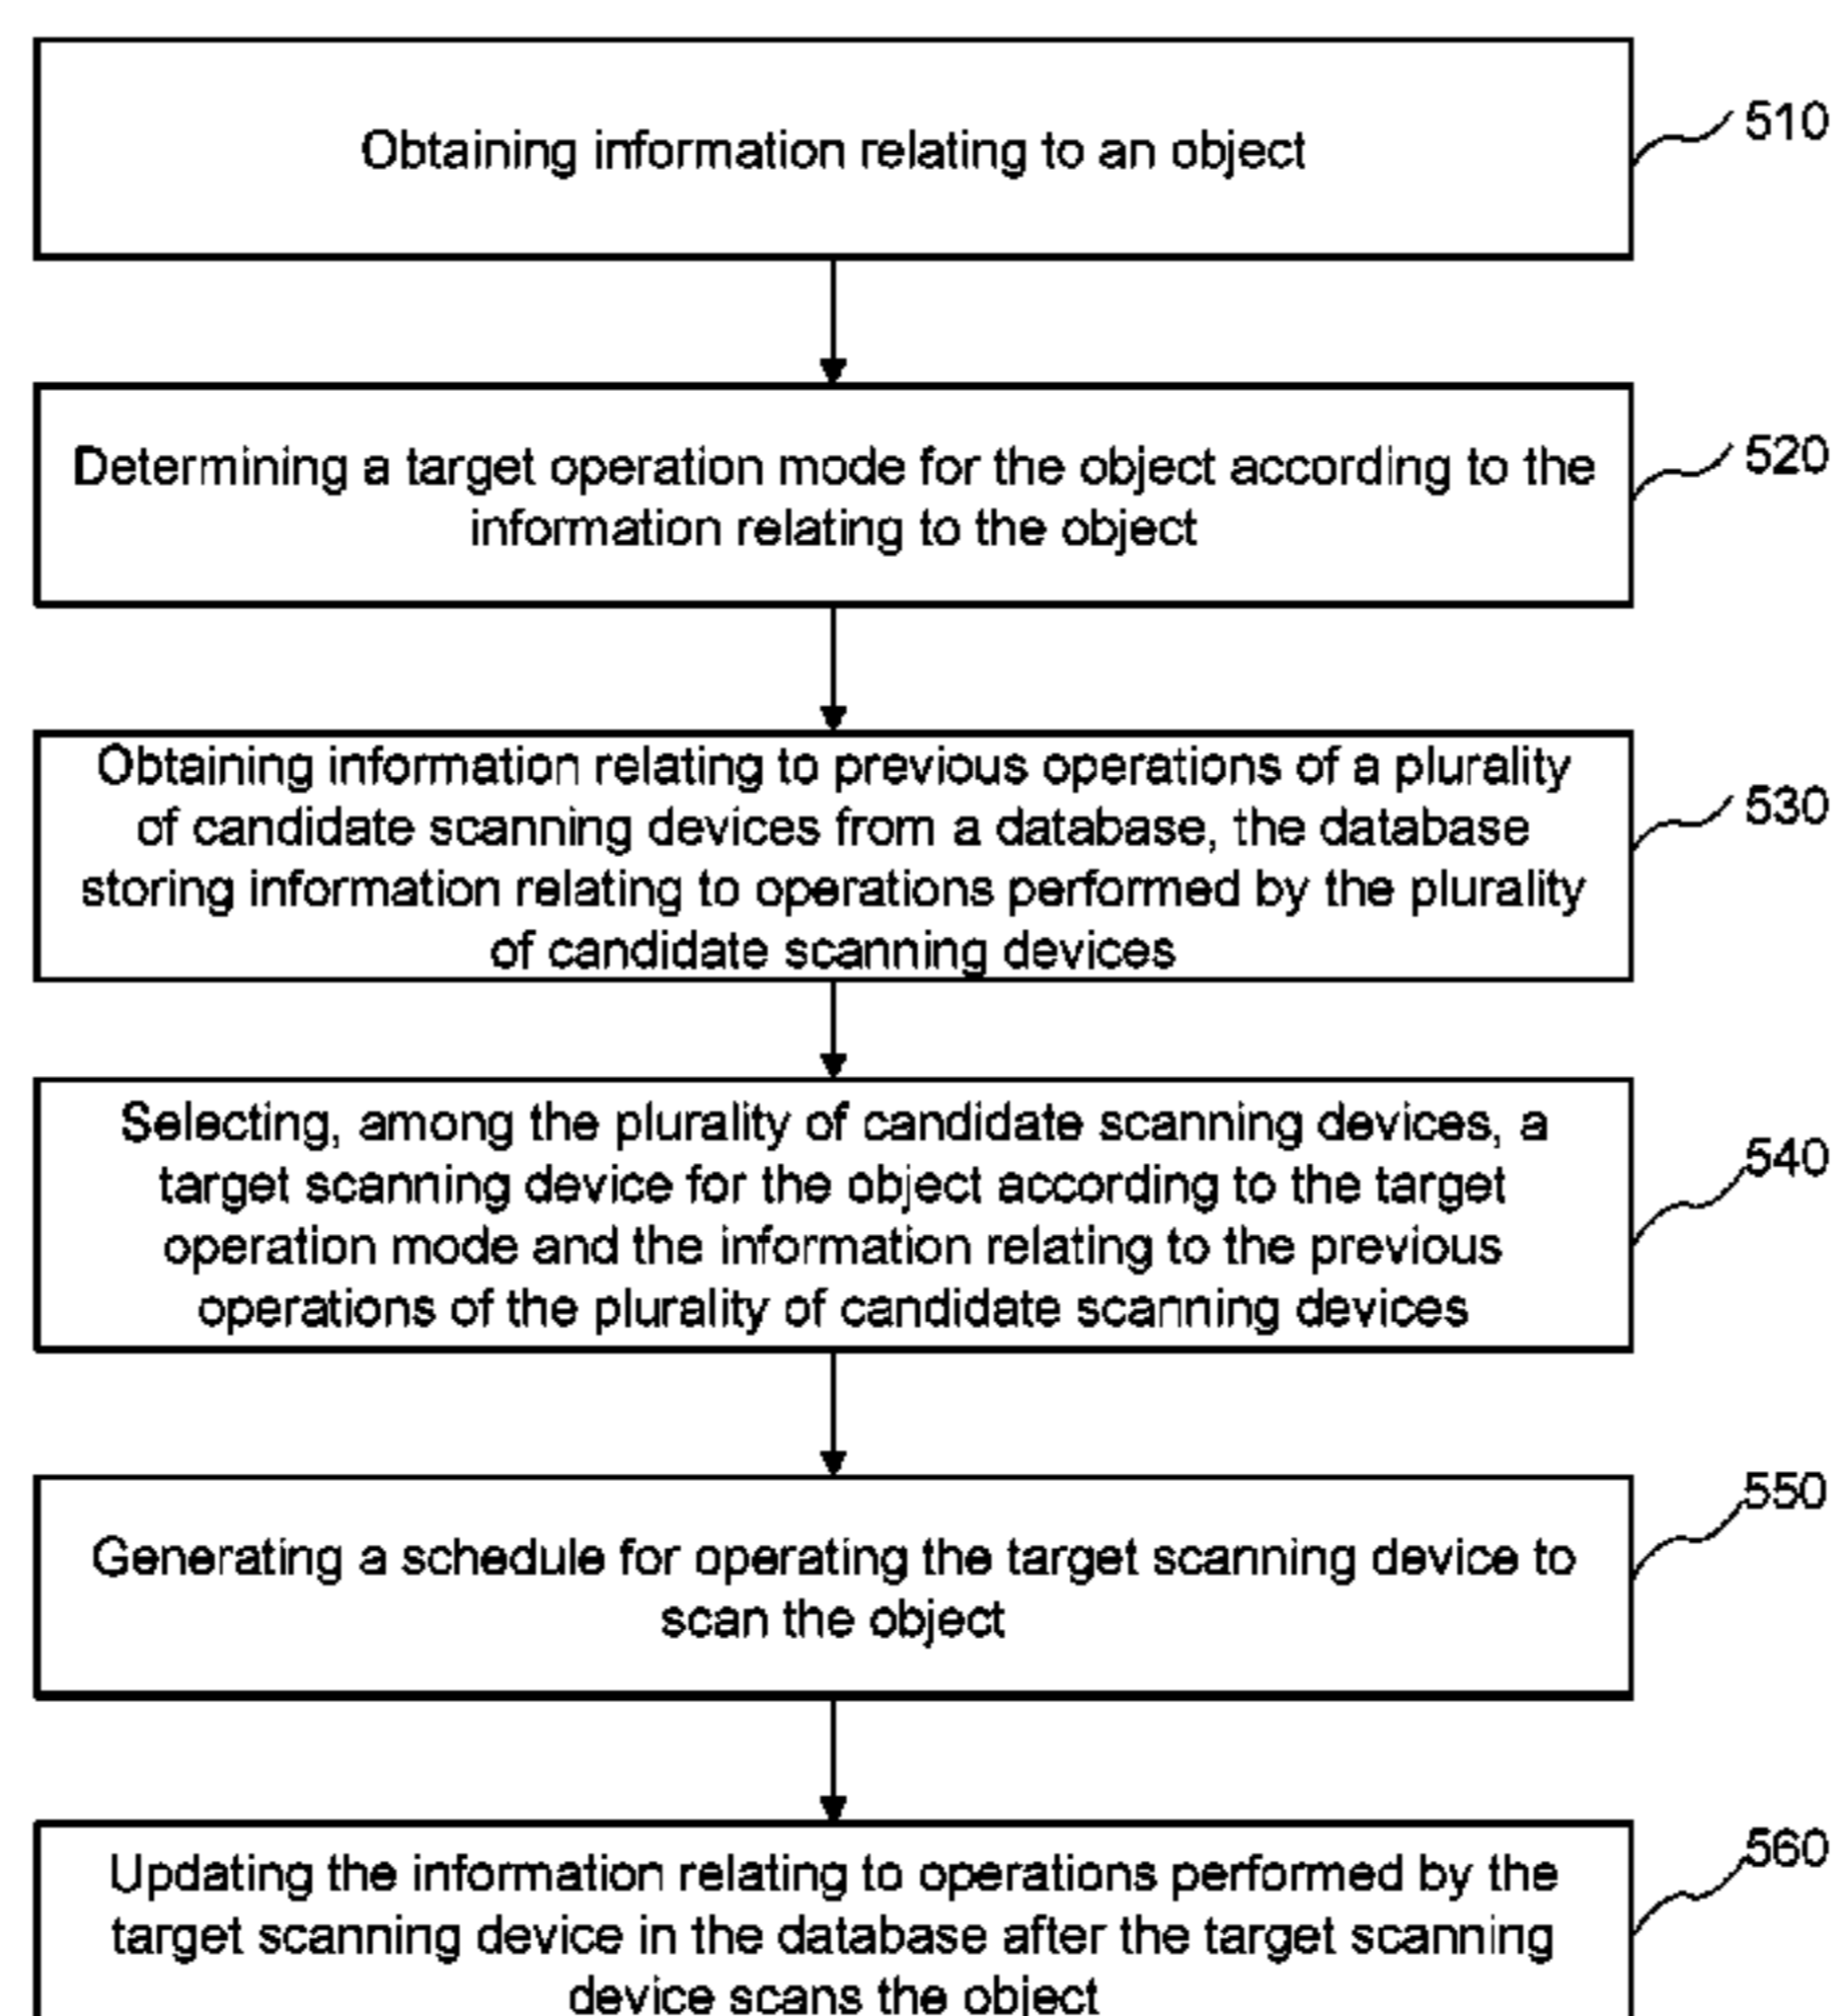 Obtaining information relating to an object
510
Determining a target operation mode for the object according to the
information relating to the object
520
Obtaining information relating to previous operations of a plurality
of candidate scanning devices from a database, the database
storing information relating to operations performed by the plurality
of candidate scanning devices
530
Selecting, among the plurality of candidate scanning devices, a
target scanning device for the object according to the target
operation mode and the information relating to the previous
operations of the plurality of candidate scanning devices
540
Generating a schedule for operating the target scanning device to
scan the object
550
Updating the information relating to operations performed by the
target scanning device in the database after the target scanning
device scans the object
560